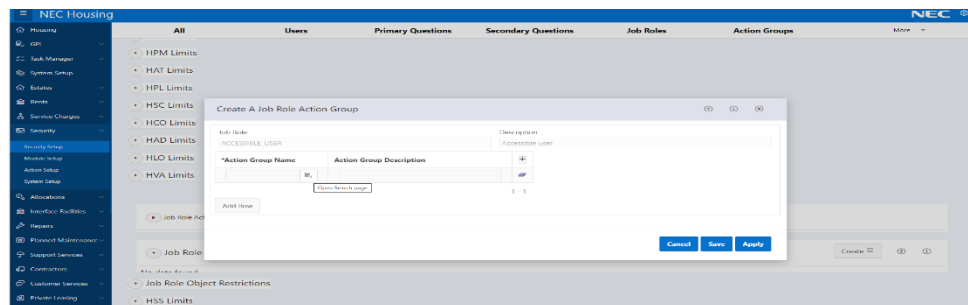 NEC Housing
NEC
Housing
GPI
Task Manager
System Setup
Estates
Rents
Service Charges
Security
Security Setup
Module Setup
Action Setup
System Setup
Allocations
Interface Facilities
Repairs
Planned Maintenance
Support Services
Contractors
Customer Services
Private Leasing
All Users Primary Questions Secondary Questions Job Roles Action Groups More
HPM Limits
HAT Limits
HPL Limits
HSC Limits
HCO Limits
HAD Limits
HLO Limits
HVA Limits
Create A Job Role Action Group
Job Role Description
ACCESSIBLE_USER Accessible user
*Action Group Name Action Group Description
Open Search page
1 - 1
Add Row
Cancel Save Apply
Job Role Act
Job Role
Create
No data found
Job Role Object Restrictions
HSS Limits